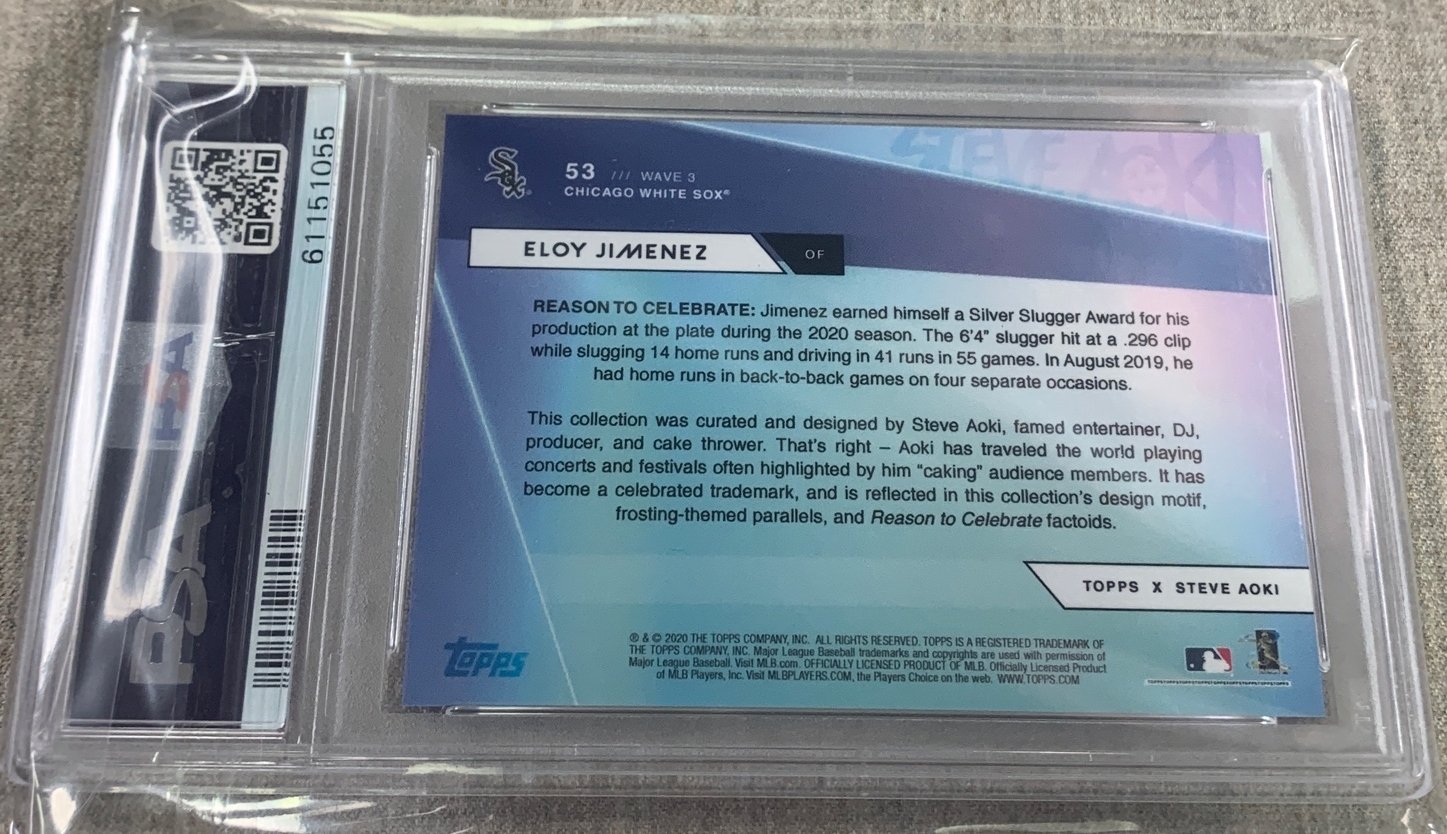 61151055
PSA
PSA
Sox
53 /// WAVE 3
CHICAGO WHITE SOX®
STEVE AOKI
ELOY JIMENEZ OF
REASON TO CELEBRATE: Jimenez earned himself a Silver Slugger Award for his
production at the plate during the 2020 season. The 6'4" slugger hit at a .296 clip
while slugging 14 home runs and driving in 41 runs in 55 games. In August 2019, he
had home runs in back-to-back games on four separate occasions.
This collection was curated and designed by Steve Aoki, famed entertainer, DJ,
producer, and cake thrower. That's right – Aoki has traveled the world playing
concerts and festivals often highlighted by him "caking" audience members. It has
become a celebrated trademark, and is reflected in this collection's design motif,
frosting-themed parallels, and Reason to Celebrate factoids.
TOPPS X STEVE AOKI
topps
® & © 2020 THE TOPPS COMPANY, INC. ALL RIGHTS RESERVED. TOPPS IS A REGISTERED TRADEMARK OF
THE TOPPS COMPANY, INC. Major League Baseball trademarks and copyrights are used with permission of
Major League Baseball. Visit MLB.com. OFFICIALLY LICENSED PRODUCT OF MLB. Officially Licensed Product
of MLB Players, Inc. Visit MLBPLAYERS.COM, the Players Choice on the web. WWW.TOPPS.COM